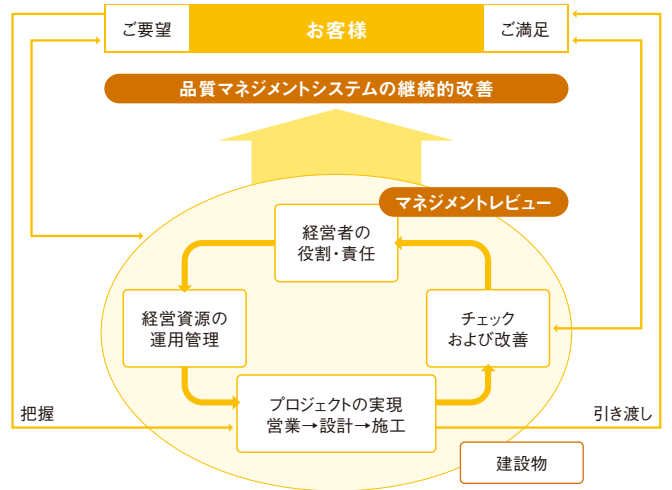 ご要望
お客様
ご満足
品質マネジメントシステムの継続的改善
マネジメントレビュー
経営者の
役割・責任
経営資源の
運用管理
チェック
および改善
プロジェクトの実現
営業→設計→施工
把握
引き渡し
建設物